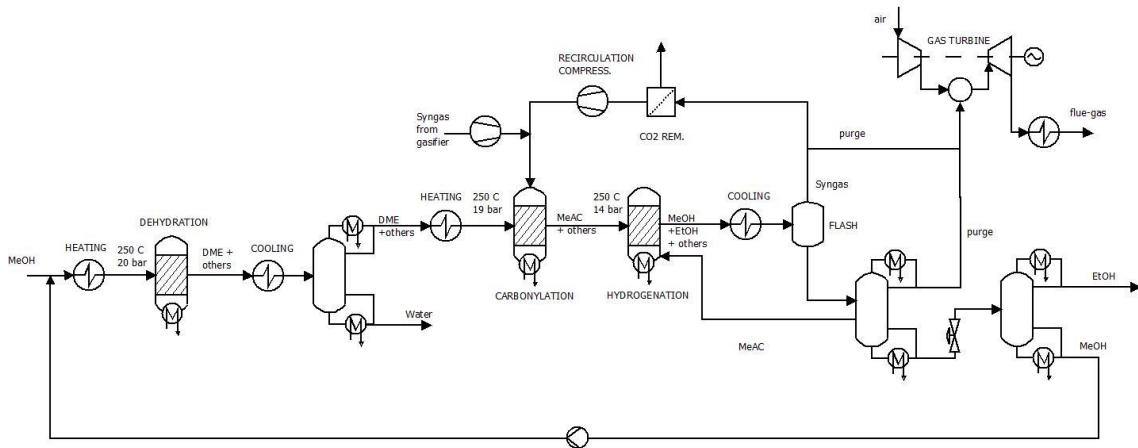 air
GAS TURBINE
RECIRCULATION
COMPRESS.
Syngas
from
gasifier
CO2 REM.
purge
flue-gas
HEATING
250 C
19 bar
MeAC
+ others
250 C
14 bar
MeOH
+EtOH
+ others
COOLING
Syngas
FLASH
DEHYDRATION
DME
+others
HEATING
250 C
20 bar
DME +
others
COOLING
MeOH
purge
CARBONYLATION
HYDROGENATION
EtOH
Water
MeAC
MeOH
M
M
M
M
M
M
M
M
M